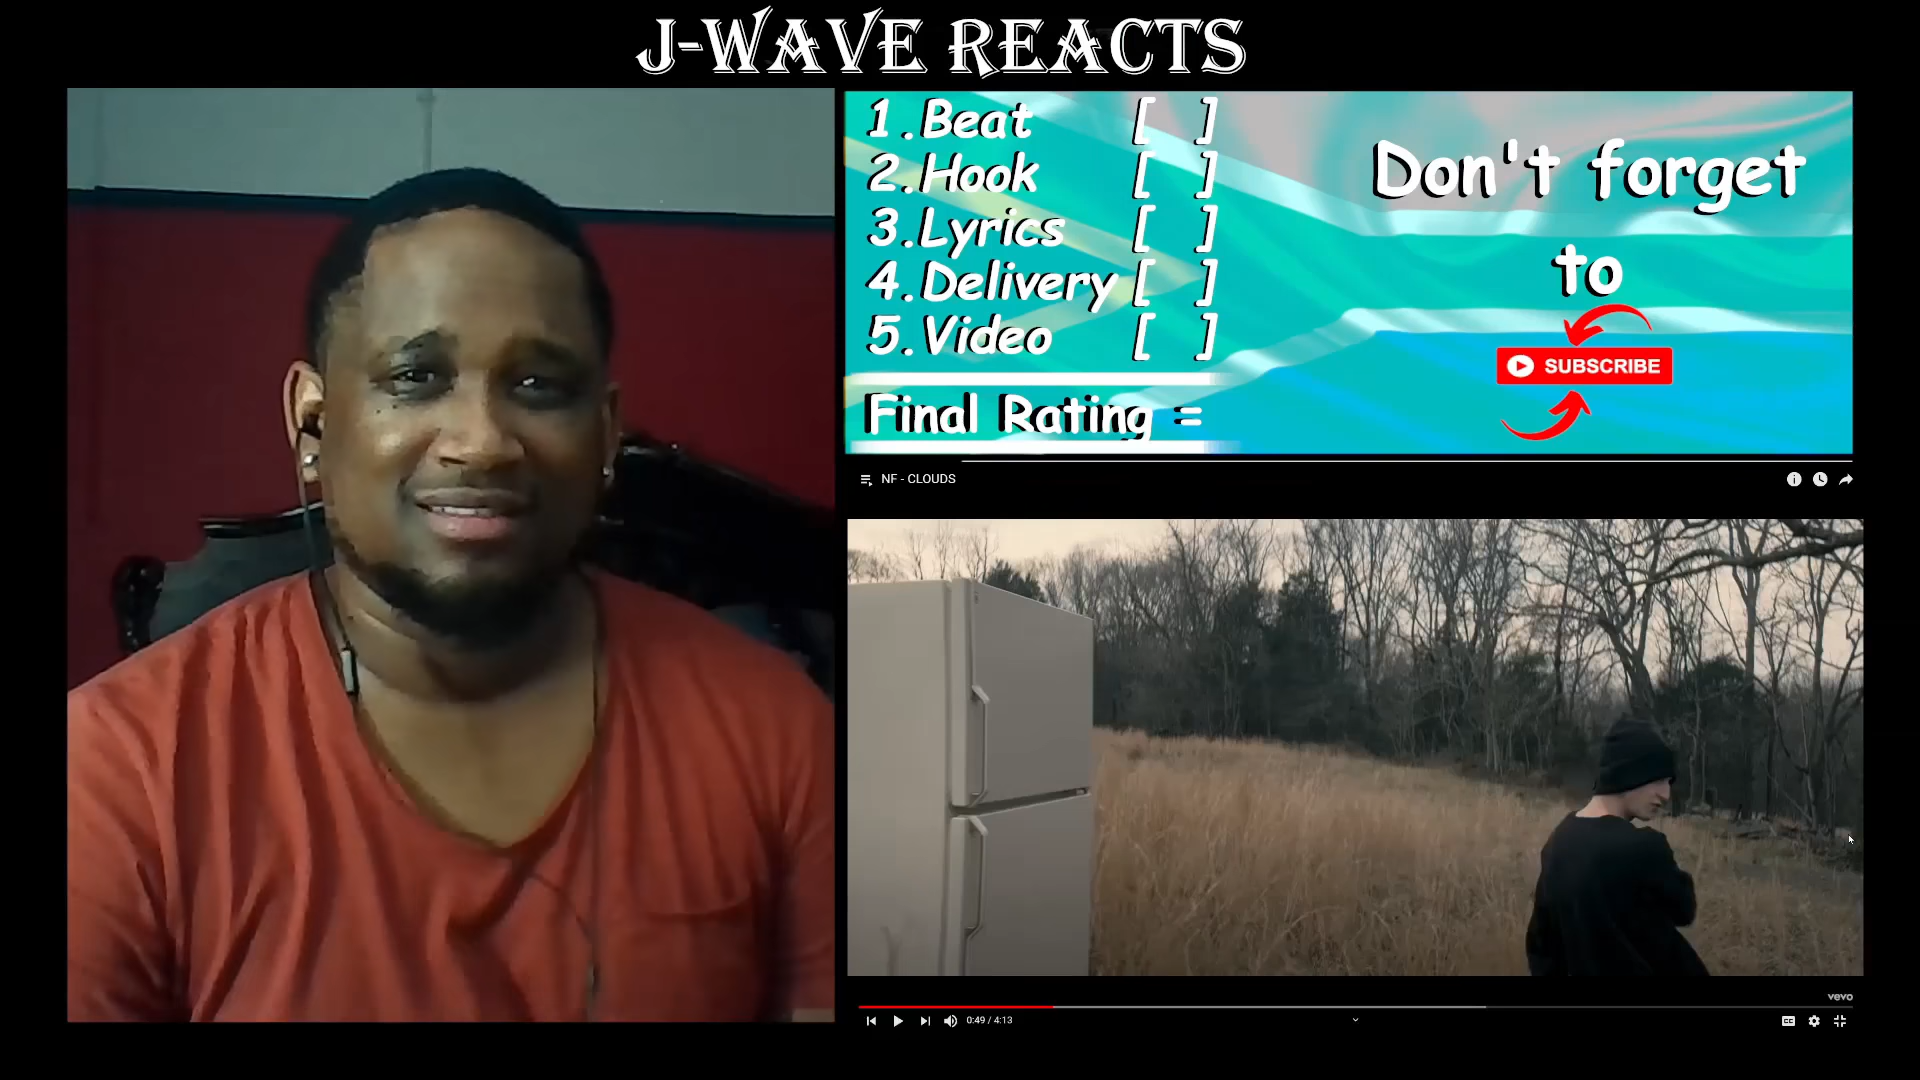 J-WAVE REACTS
1.Beat [ ]
2.Hook [ ]
3.Lyrics [ ]
4.Delivery [ ]
5.Video [ ]
Final Rating =
Don't forget
to
SUBSCRIBE
NF - CLOUDS
vevo
0:49 / 4:13
CC